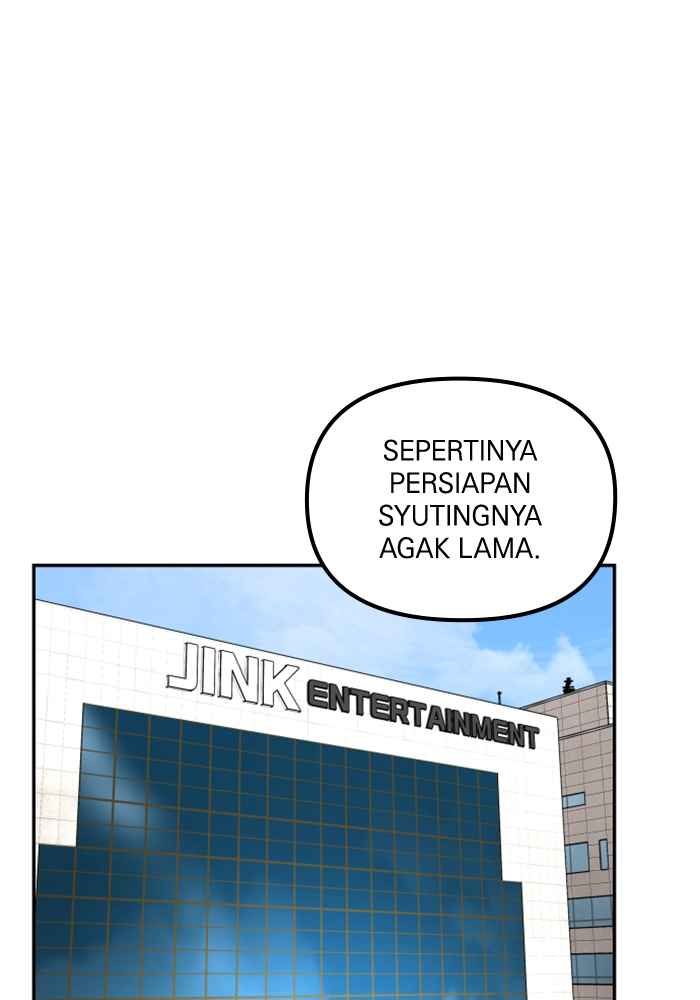 SEPERTINYA
PERSIAPAN
SYUTINGNYA
AGAK LAMA.
JINK ENTERTAINMENT